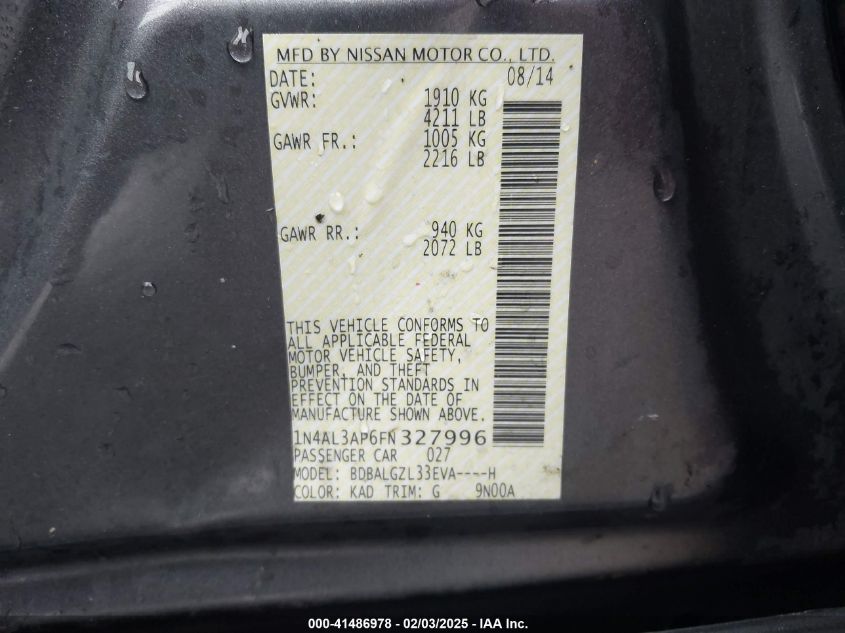 MFD BY NISSAN MOTOR CO., LTD.
DATE: 08/14
GVWR: 1910 KG
4211 LB
GAWR FR.: 1005 KG
2216 LB
GAWR RR.: 940 KG
2072 LB
THIS VEHICLE CONFORMS TO
ALL APPLICABLE FEDERAL
MOTOR VEHICLE SAFETY,
BUMPER, AND THEFT
PREVENTION STANDARDS IN
EFFECT ON THE DATE OF
MANUFACTURE SHOWN ABOVE.
1N4AL3AP6FN327996
PASSENGER CAR 027
MODEL: BDBALGZL33EVA----H
COLOR: KAD TRIM: G 9N00A
000-41486978 - 02/03/2025 - IAA Inc.